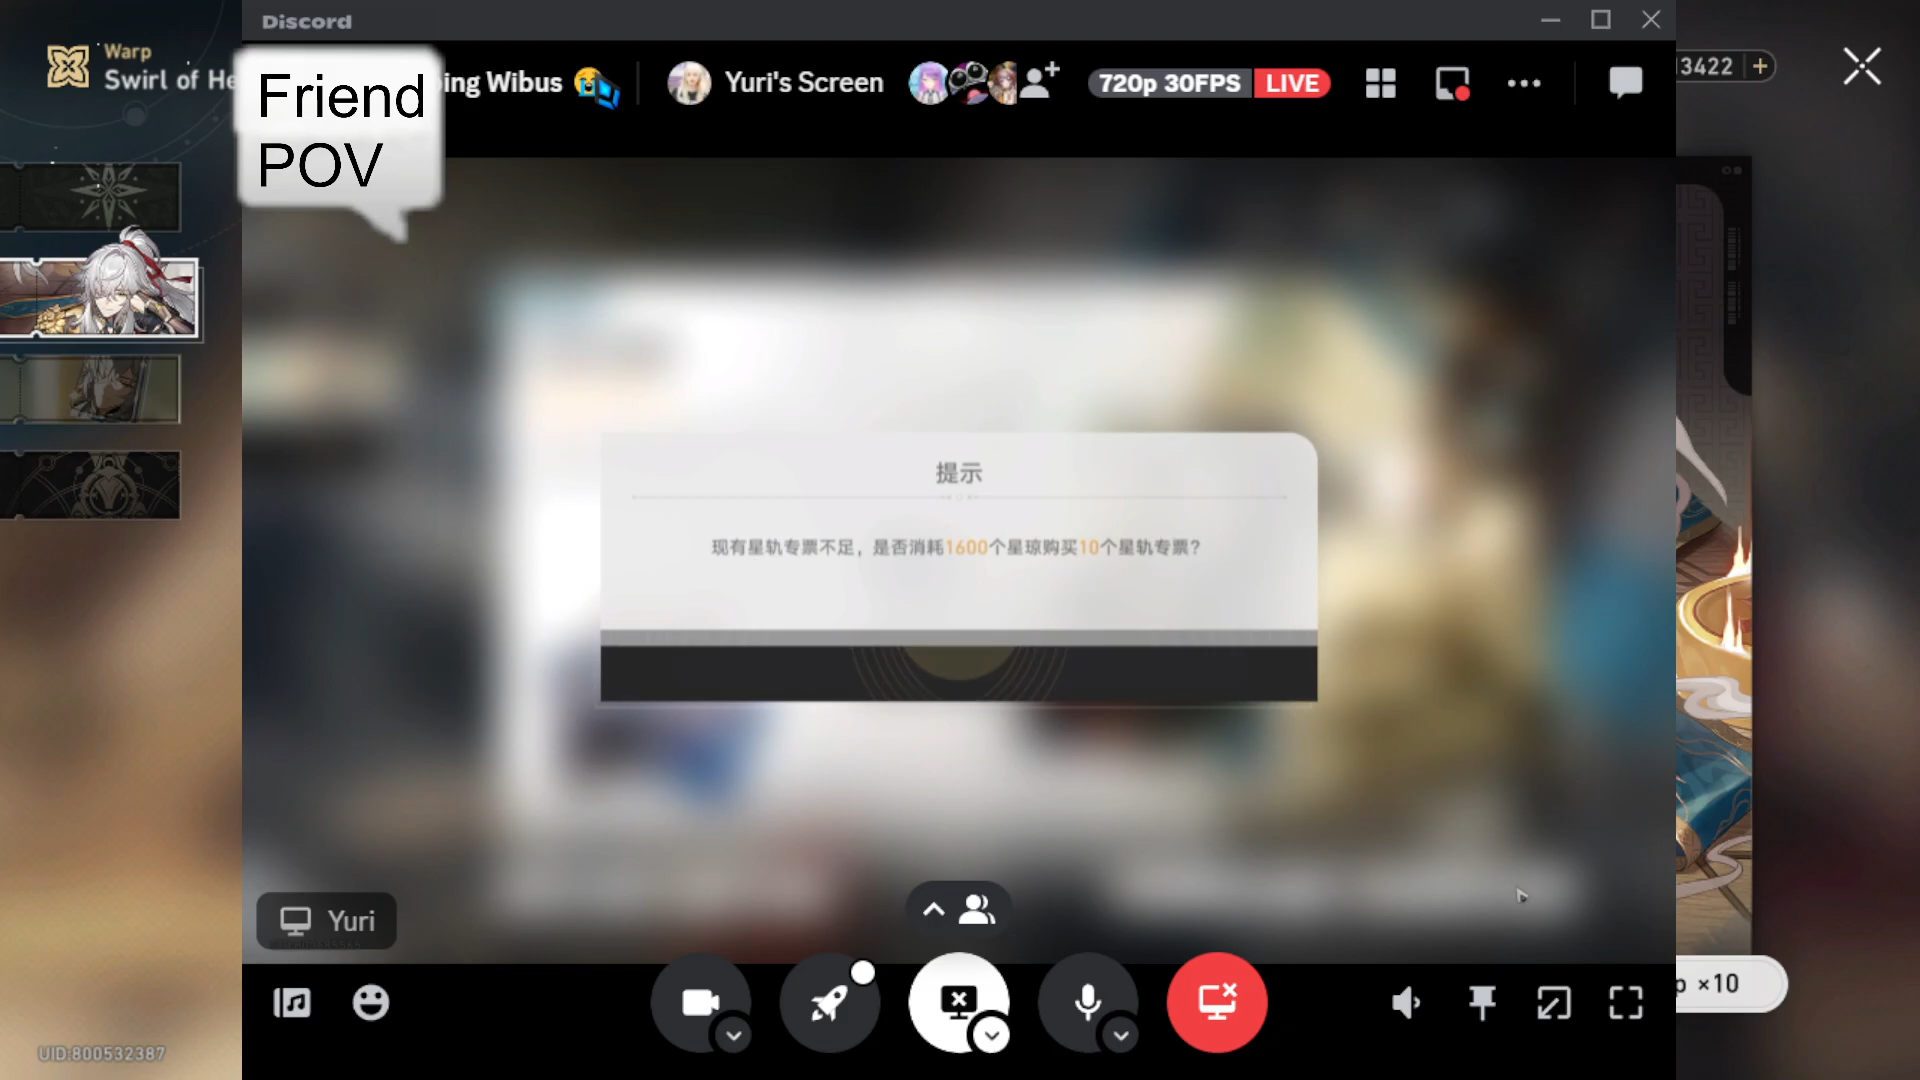 Discord
Warp
Swirl of He
Friend
POV
ing Wibus
Yuri's Screen
720p 30FPS
LIVE
3422
提示
现有星轨专票不足，是否消耗1600个星琼购买10个星轨专票？
Yuri
×10
UID:800532387